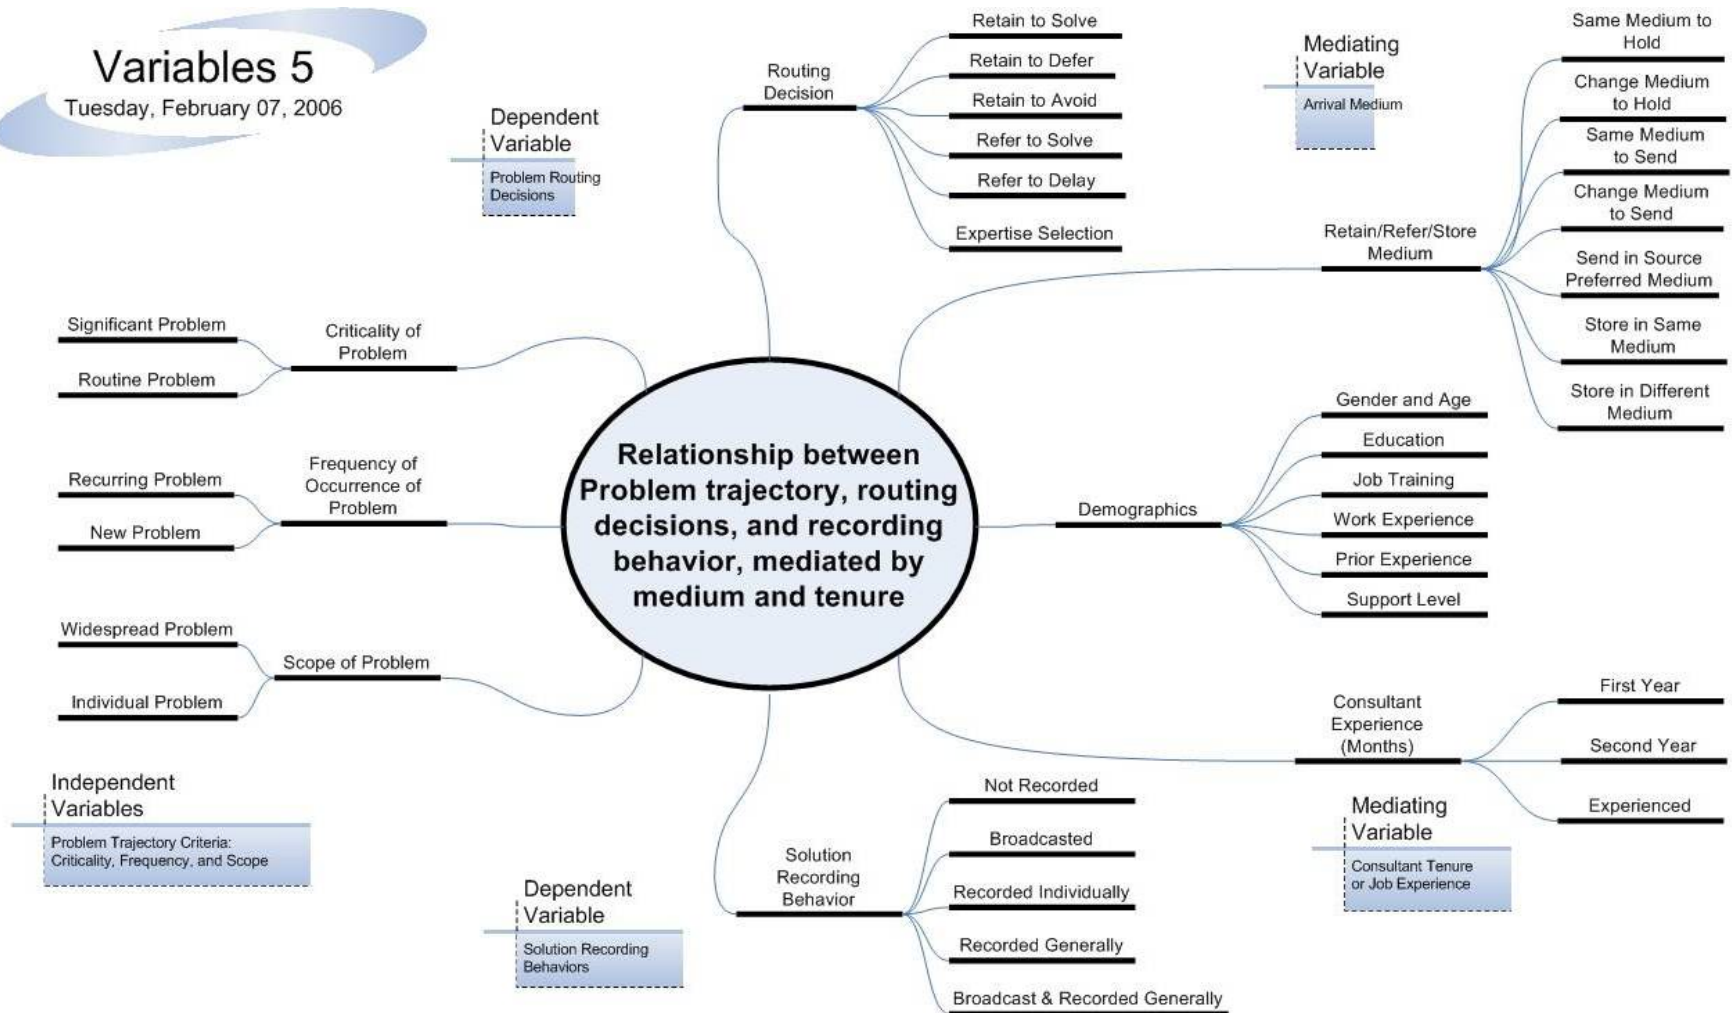 Variables 5
Tuesday, February 07, 2006
Dependent
Variable
Problem Routing
Decisions
Routing
Decision
Retain to Solve
Retain to Defer
Retain to Avoid
Refer to Solve
Refer to Delay
Expertise Selection
Mediating
Variable
Arrival Medium
Retain/Refer/Store
Medium
Same Medium to
Hold
Change Medium
to Hold
Same Medium
to Send
Change Medium
to Send
Send in Source
Preferred Medium
Store in Same
Medium
Store in Different
Medium
Significant Problem
Routine Problem
Criticality of
Problem
Recurring Problem
New Problem
Frequency of
Occurrence of
Problem
Widespread Problem
Individual Problem
Scope of Problem
Relationship between
Problem trajectory, routing
decisions, and recording
behavior, mediated by
medium and tenure
Demographics
Gender and Age
Education
Job Training
Work Experience
Prior Experience
Support Level
Consultant
Experience
(Months)
First Year
Second Year
Experienced
Mediating
Variable
Consultant Tenure
or Job Experience
Independent
Variables
Problem Trajectory Criteria:
Criticality, Frequency, and Scope
Dependent
Variable
Solution Recording
Behaviors
Solution
Recording
Behavior
Not Recorded
Broadcasted
Recorded Individually
Recorded Generally
Broadcast & Recorded Generally